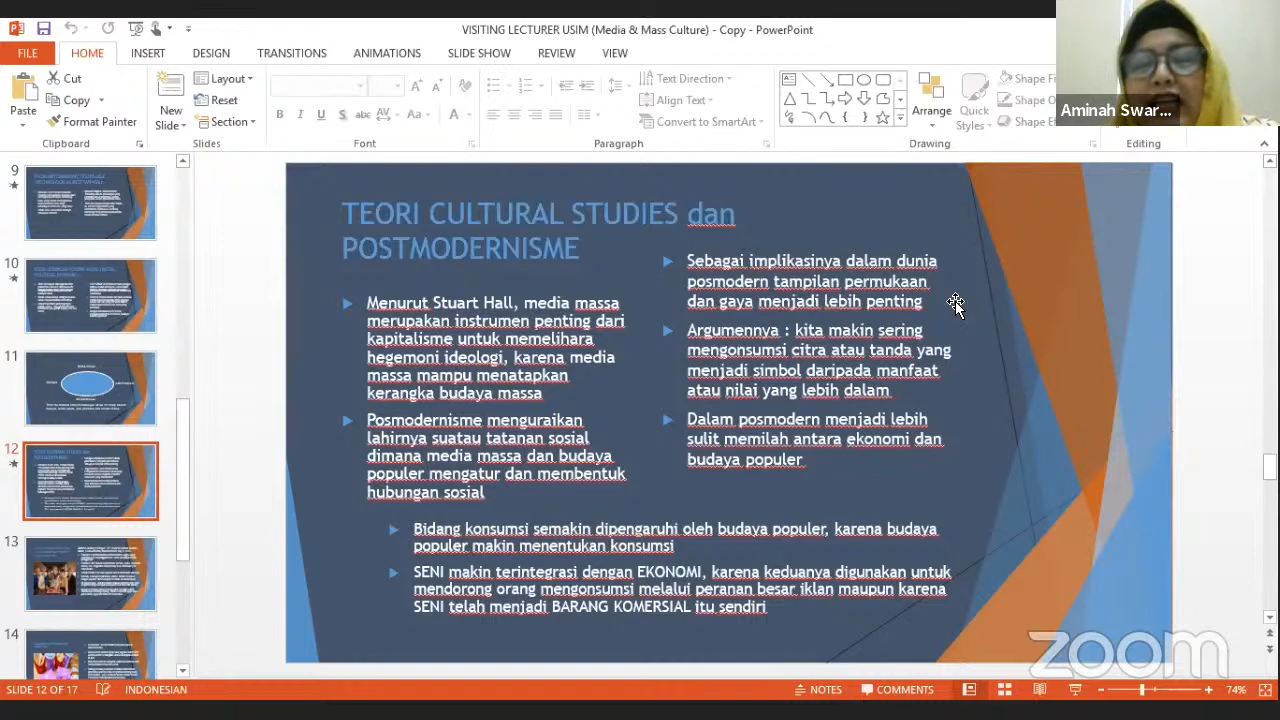 VISITING LECTURER USIM (Media & Mass Culture) - Copy - PowerPoint
FILE HOME INSERT DESIGN TRANSITIONS ANIMATIONS SLIDE SHOW REVIEW VIEW
Cut
Copy
Format Painter
Paste
Clipboard
New
Slide
Layout
Reset
Section
Slides
Font
Text Direction
Align Text
Convert to SmartArt
Paragraph
Arrange
Quick
Styles
Shape F
Shape O
Shape Eff
Drawing
Editing
Aminah Swar...
9
10
11
12
13
14
TEORI CULTURAL STUDIES dan
POSTMODERNISME
Menurut Stuart Hall, media massa
merupakan instrumen penting dari
kapitalisme untuk memelihara
hegemoni ideologi, karena media
massa mampu menatapkan
kerangka budaya massa
Posmodernisme menguraikan
lahirnya suatau tatanan sosial
dimana media massa dan budaya
populer mengatur dan membentuk
hubungan sosial
Sebagai implikasinya dalam dunia
posmodern tampilan permukaan
dan gaya menjadi lebih penting
Argumennya : kita makin sering
mengonsumsi citra atau tanda yang
menjadi simbol daripada manfaat
atau nilai yang lebih dalam
Dalam posmodern menjadi lebih
sulit memilah antara ekonomi dan
budaya populer
Bidang konsumsi semakin dipengaruhi oleh budaya populer, karena budaya
populer makin menentukan konsumsi
SENI makin terintegrasi dengan EKONOMI, karena keduanya digunakan untuk
mendorong orang mengonsumsi melalui peranan besar iklan maupun karena
SENI telah menjadi BARANG KOMERSIAL itu sendiri
zoom
SLIDE 12 OF 17 INDONESIAN NOTES COMMENTS 74%